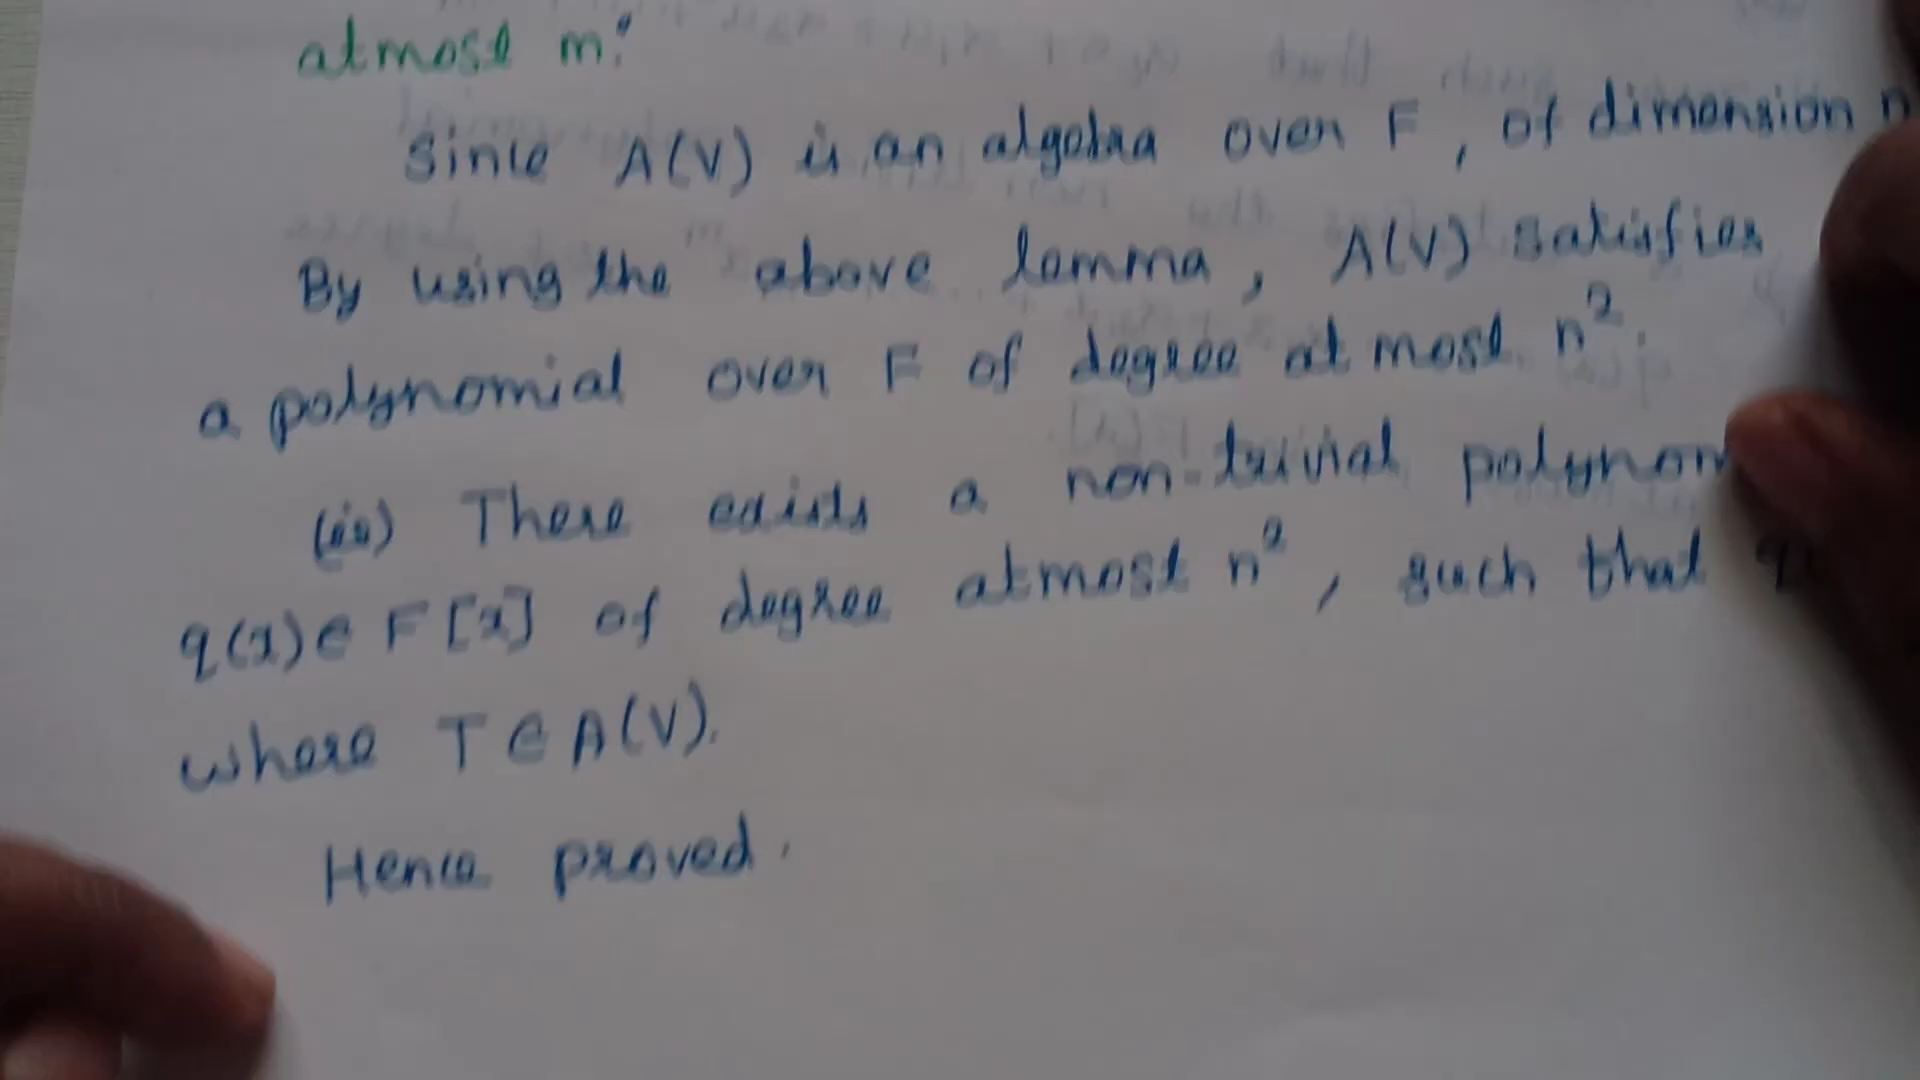 atmost m."
Since A(V) is an algebra over F, of dimension n
By using the above lemma, A(V) satisfies
a polynomial over F of degree at most n².
(ie) There exists a non-trivial polynom
q(x) ∈ F[x] of degree atmost n², such that q
where T ∈ A(V).
Hence proved.